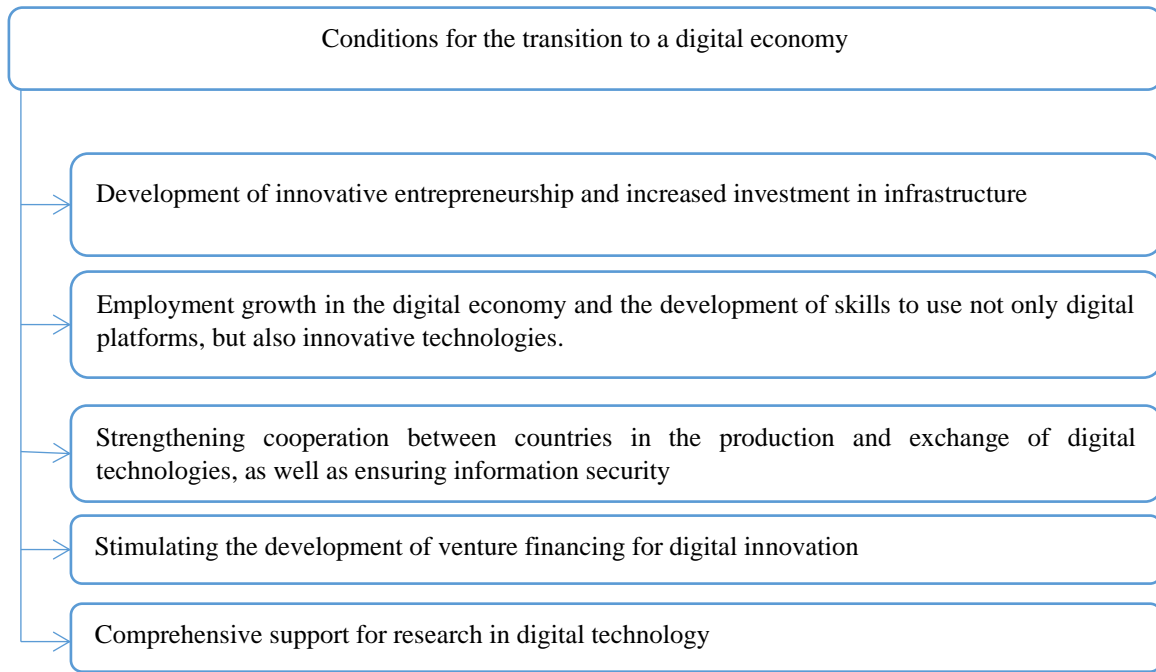 Conditions for the transition to a digital economy
Development of innovative entrepreneurship and increased investment in infrastructure
Employment growth in the digital economy and the development of skills to use not only digital
platforms, but also innovative technologies.
Strengthening cooperation between countries in the production and exchange of digital
technologies, as well as ensuring information security
Stimulating the development of venture financing for digital innovation
Comprehensive support for research in digital technology